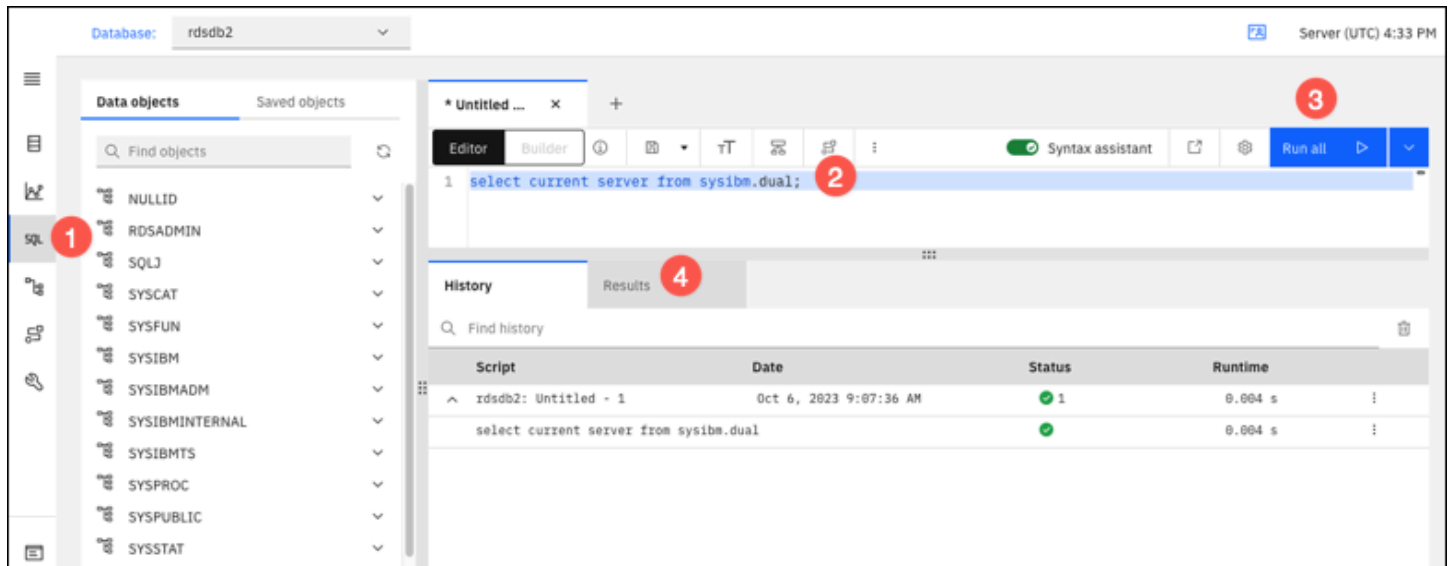 Database: rdsdb2
Server (UTC) 4:33 PM
Data objects
Saved objects
Find objects
SQL
1
NULLID
RDSADMIN
SQLJ
SYSCAT
SYSFUN
SYSIBM
SYSIBMADM
SYSIBMINTERNAL
SYSIBMTS
SYSPROC
SYSPUBLIC
SYSSTAT
* Untitled ...
3
Editor
Builder
Syntax assistant
Run all
1 select current server from sysibm.dual;
2
History
Results
4
Find history
Script Date Status Runtime
rdsdb2: Untitled - 1 Oct 6, 2023 9:07:36 AM 1 0.004 s
select current server from sysibm.dual 0.004 s